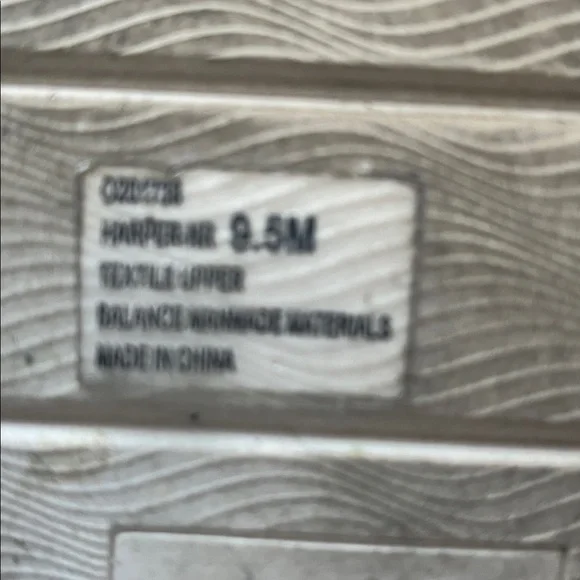 9.5M
TEXTILE UPPER
BALANCE MANMADE MATERIALS
MADE IN CHINA